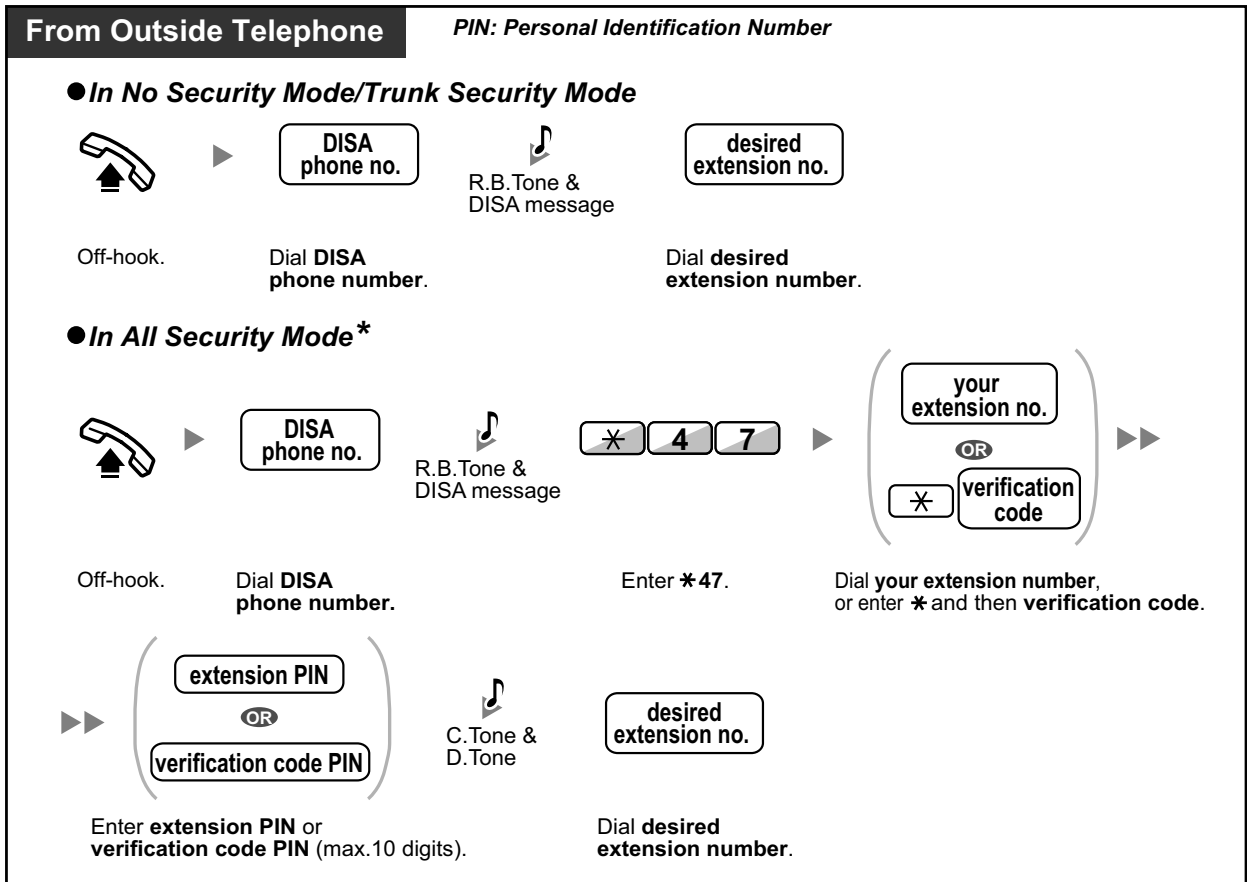 From Outside Telephone
PIN: Personal Identification Number
●In No Security Mode/Trunk Security Mode
DISA
phone no.
R.B.Tone &
DISA message
desired
extension no.
Off-hook.
Dial DISA
phone number.
Dial desired
extension number.
●In All Security Mode*
DISA
phone no.
R.B.Tone &
DISA message
* 4 7
your
extension no.
OR
* verification
code
Off-hook.
Dial DISA
phone number.
Enter *47.
Dial your extension number,
or enter * and then verification code.
extension PIN
OR
verification code PIN
C.Tone &
D.Tone
desired
extension no.
Enter extension PIN or
verification code PIN (max.10 digits).
Dial desired
extension number.